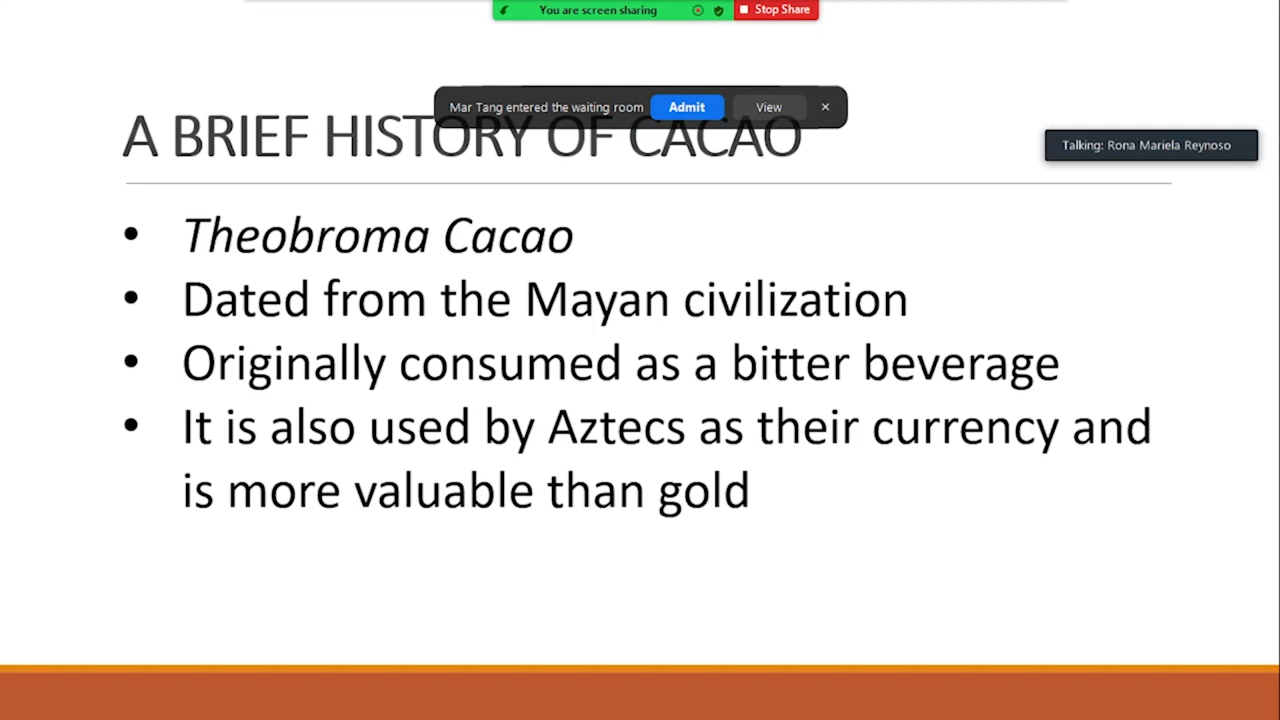 You are screen sharing
Stop Share
Mar Tang entered the waiting room Admit View ×
A BRIEF HISTORY OF CACAO
Talking: Rona Mariela Reynoso
• Theobroma Cacao
• Dated from the Mayan civilization
• Originally consumed as a bitter beverage
• It is also used by Aztecs as their currency and
is more valuable than gold